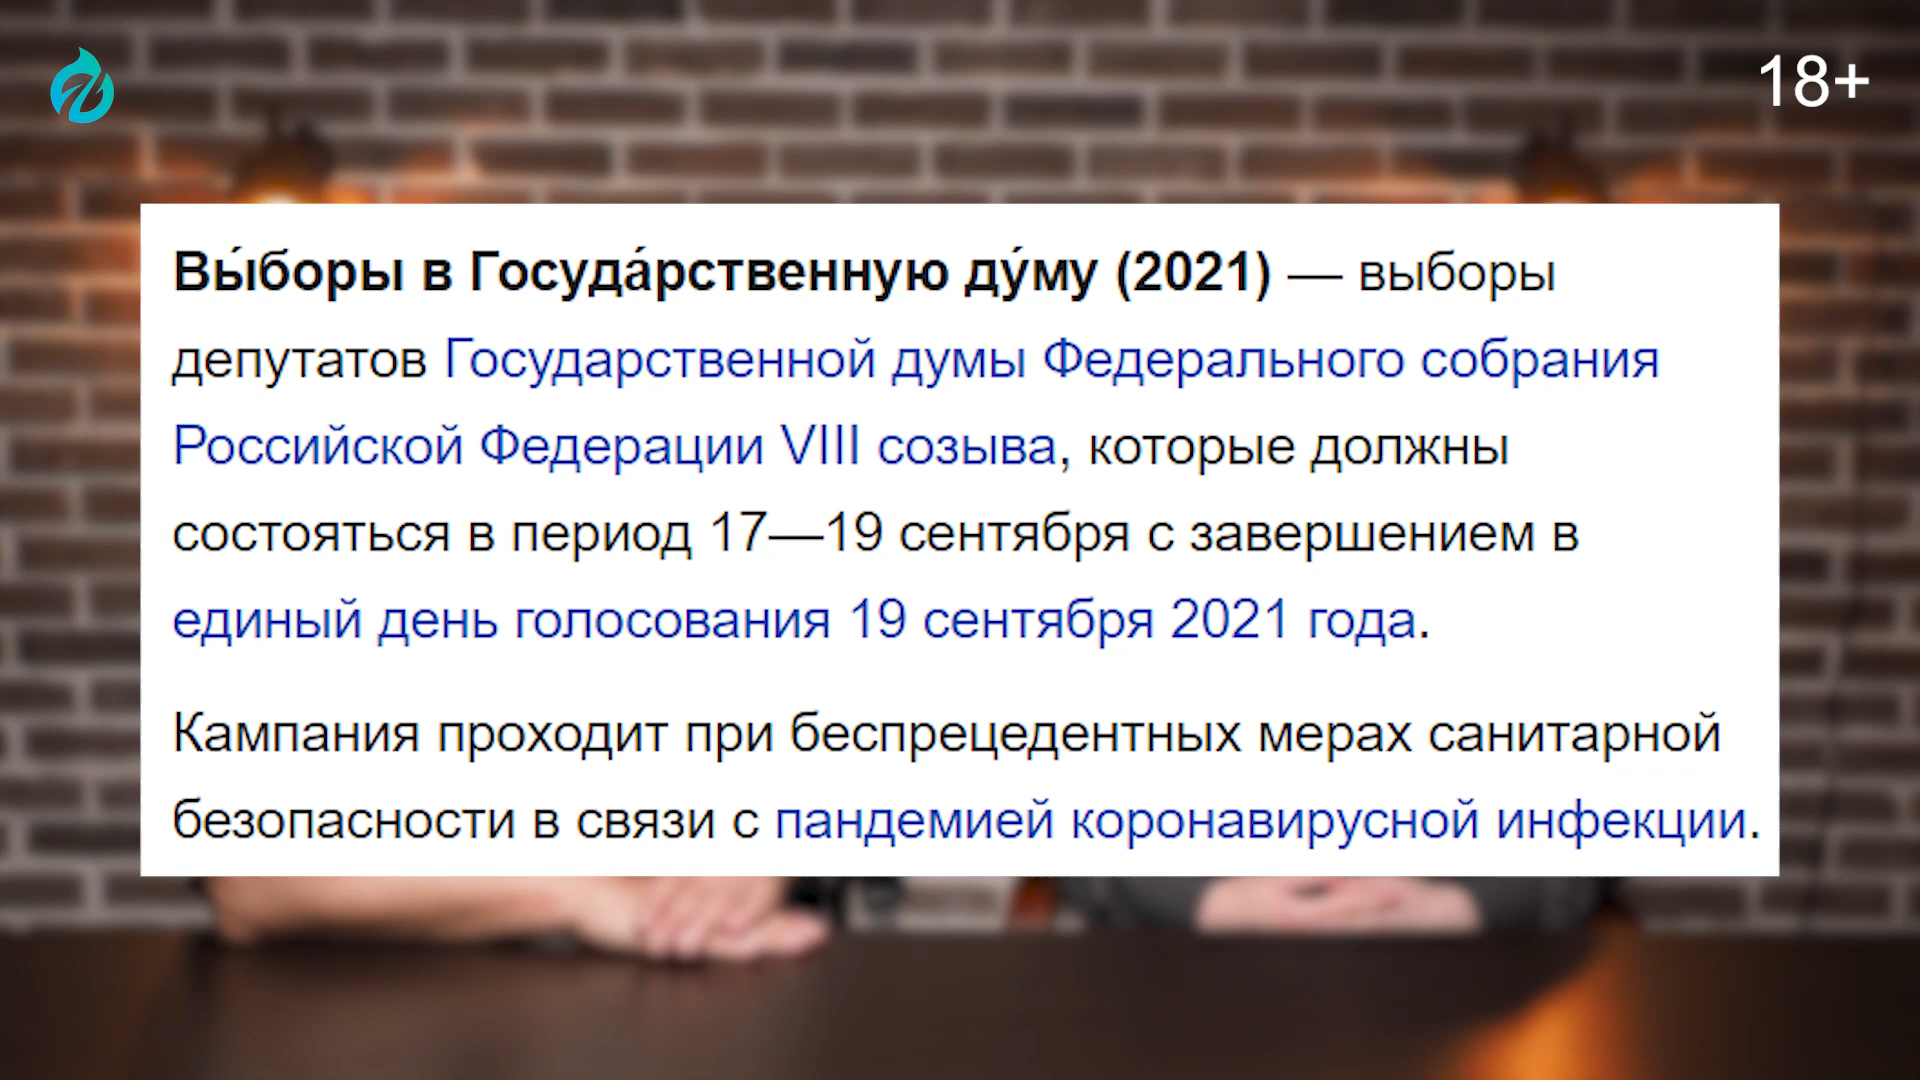 18+
Вы́боры в Госуда́рственную ду́му (2021) — выборы
депутатов Государственной думы Федерального собрания
Российской Федерации VIII созыва, которые должны
состояться в период 17—19 сентября с завершением в
единый день голосования 19 сентября 2021 года.
Кампания проходит при беспрецедентных мерах санитарной
безопасности в связи с пандемией коронавирусной инфекции.